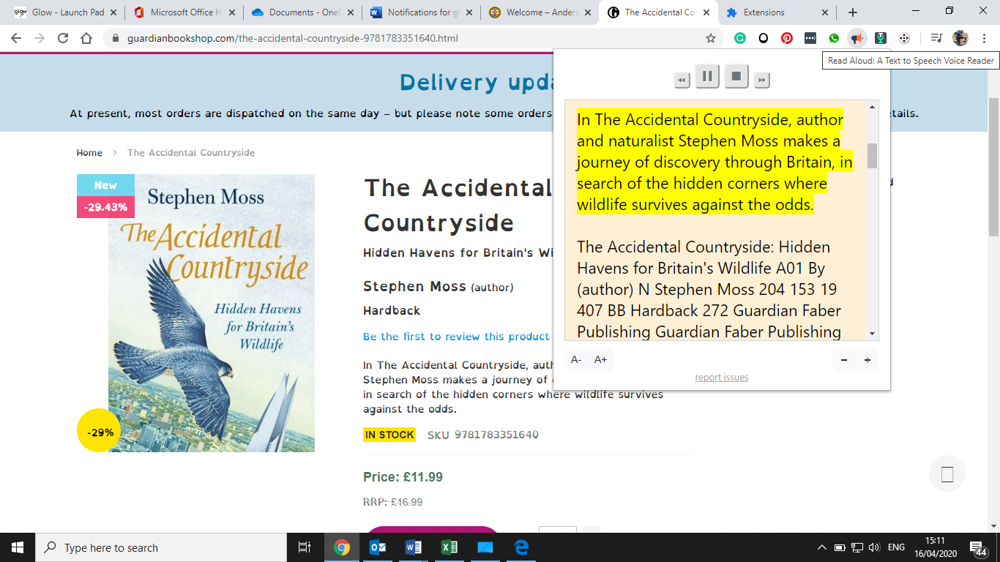 Glow - Launch Pad
Microsoft Office H
Documents - OneD
Notifications for g
Welcome – Anders
The Accidental Co
Extensions
guardianbookshop.com/the-accidental-countryside-9781783351640.html
Read Aloud: A Text to Speech Voice Reader
Delivery upda
At present, most orders are dispatched on the same day – but please note some orders
etails.
Home > The Accidental Countryside
New
-29.43%
Stephen Moss
The Accidental
Countryside
Hidden Havens
for Britain's
Wildlife
-29%
The Accidental
Countryside
Hidden Havens for Britain's Wi
Stephen Moss (author)
Hardback
Be the first to review this product
In The Accidental Countryside, auth
Stephen Moss makes a journey of
in search of the hidden corners where wildlife survives
against the odds.
IN STOCK SKU 9781783351640
Price: £11.99
RRP: £16.99
In The Accidental Countryside, author
and naturalist Stephen Moss makes a
journey of discovery through Britain, in
search of the hidden corners where
wildlife survives against the odds.
The Accidental Countryside: Hidden
Havens for Britain's Wildlife A01 By
(author) N Stephen Moss 204 153 19
407 BB Hardback 272 Guardian Faber
Publishing Guardian Faber Publishing
A- A+ - +
report issues
Type here to search
ENG
15:11
16/04/2020
44